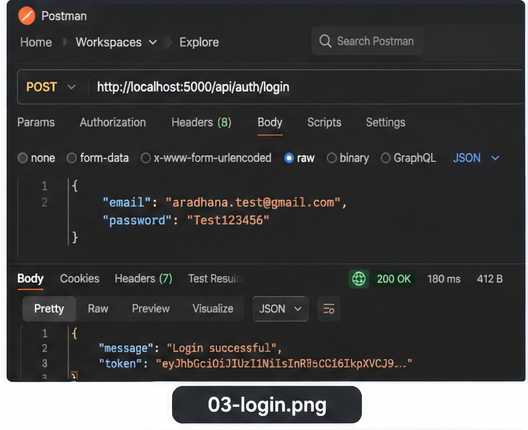 Postman
Home Workspaces Explore Search Postman
POST http://localhost:5000/api/auth/login
Params Authorization Headers (8) Body Scripts Settings
none form-data x-www-form-urlencoded raw binary GraphQL JSON
1 {
2 "email": "aradhana.test@gmail.com",
"password": "Test123456"
}
Body Cookies Headers (7) Test 200 OK 180 ms 412 B
Pretty Raw Preview Visualize JSON
1 {
2 "message": "Login successful",
3 "token":
}
03-login.png